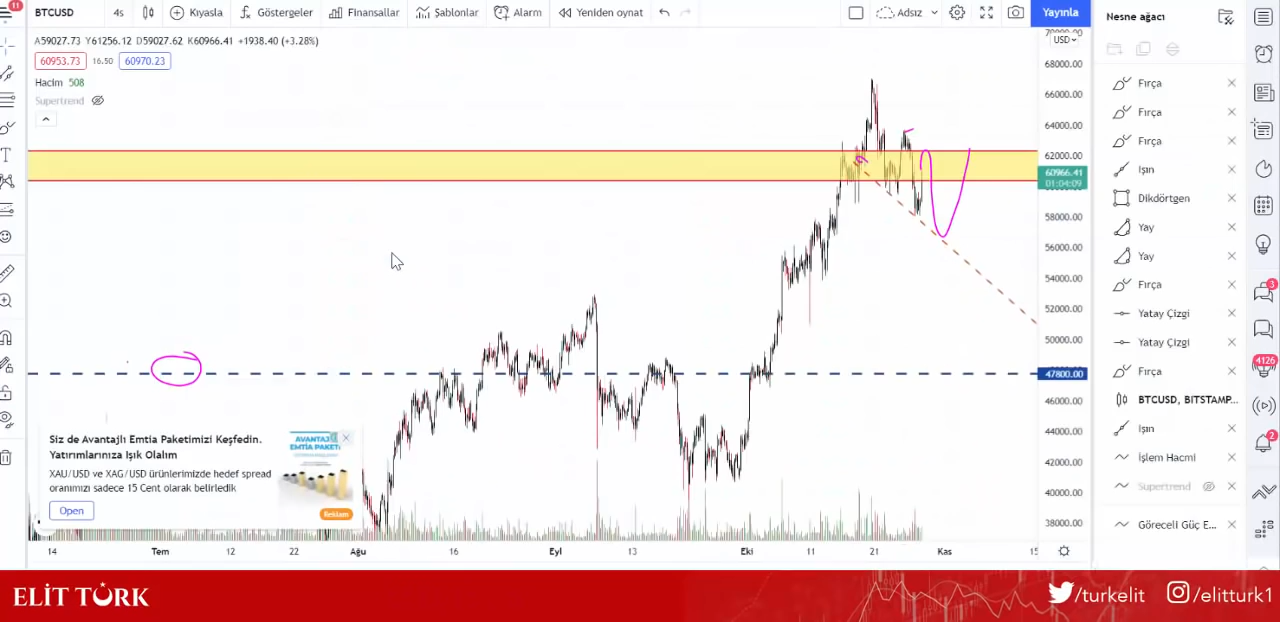 11
BTCUSD 4s Kıyasla Göstergeler Finansallar Şablonlar Alarm Yeniden oynat Adsız Yayınla
A59027.73 Y61256.12 D59027.62 K60966.41 +1938.40 (+3.28%)
60953.73 16.50 60970.23
Hacim 508
Supertrend
USD
68000.00
66000.00
64000.00
62000.00
60966.41
01:04:09
58000.00
56000.00
54000.00
52000.00
50000.00
47800.00
46000.00
44000.00
42000.00
40000.00
38000.00
14 Tem 12 22 Ağu 16 Eyl 13 Eki 11 21 Kas 15
Siz de Avantajlı Emtia Paketimizi Keşfedin.
Yatırımlarınıza Işık Olalım
XAU/USD ve XAG/USD ürünlerimizde hedef spread
oranımızı sadece 15 Cent olarak belirledik
Open
AVANTAJ
EMTİA PAKET
Reklam
Nesne ağacı
Fırça
Fırça
Fırça
Işın
Dikdörtgen
Yay
Yay
Fırça
Yatay Çizgi
Yatay Çizgi
Fırça
BTCUSD, BITSTAMP...
Işın
İşlem Hacmi
Supertrend
Göreceli Güç E...
3
4126
2
ELİT TÜRK
/turkelit /elitturk1